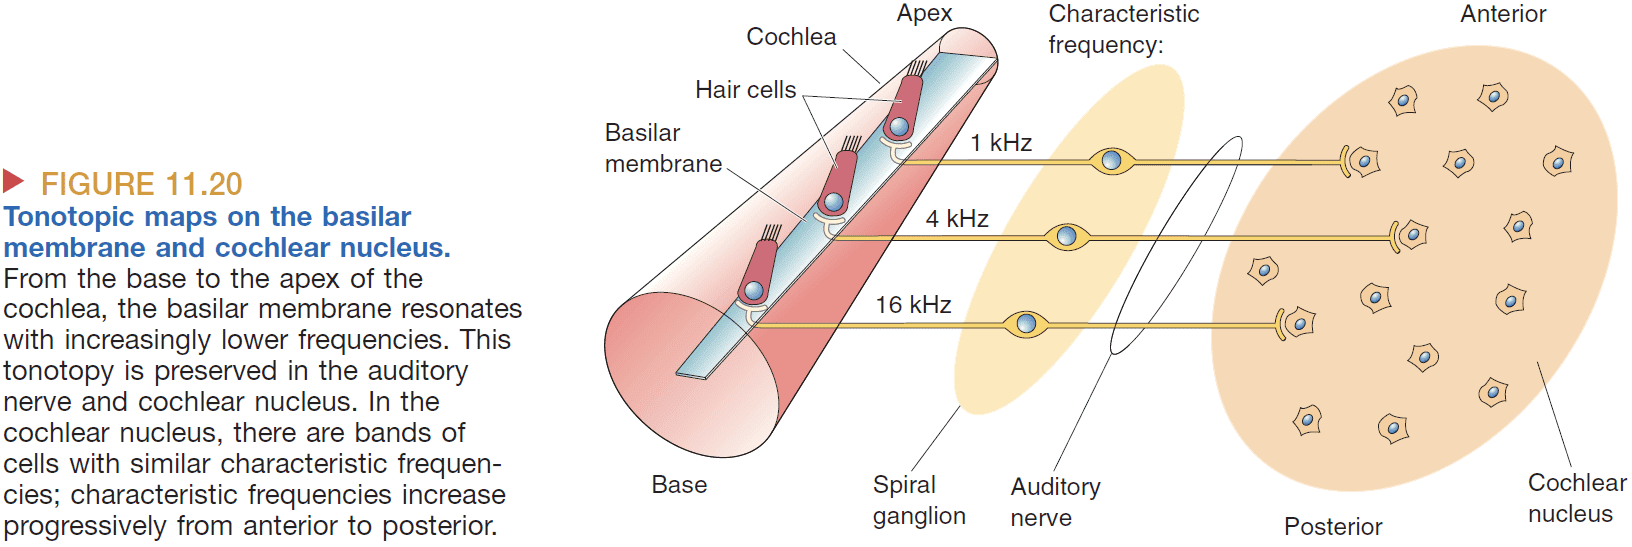 FIGURE 11.20
Tonotopic maps on the basilar
membrane and cochlear nucleus.
From the base to the apex of the
cochlea, the basilar membrane resonates
with increasingly lower frequencies. This
tonotopy is preserved in the auditory
nerve and cochlear nucleus. In the
cochlear nucleus, there are bands of
cells with similar characteristic frequen-
cies; characteristic frequencies increase
progressively from anterior to posterior.
Apex
Cochlea
Hair cells
Basilar
membrane
Base
Characteristic
frequency:
1 kHz
4 kHz
16 kHz
Spiral
ganglion
Auditory
nerve
Anterior
Posterior
Cochlear
nucleus